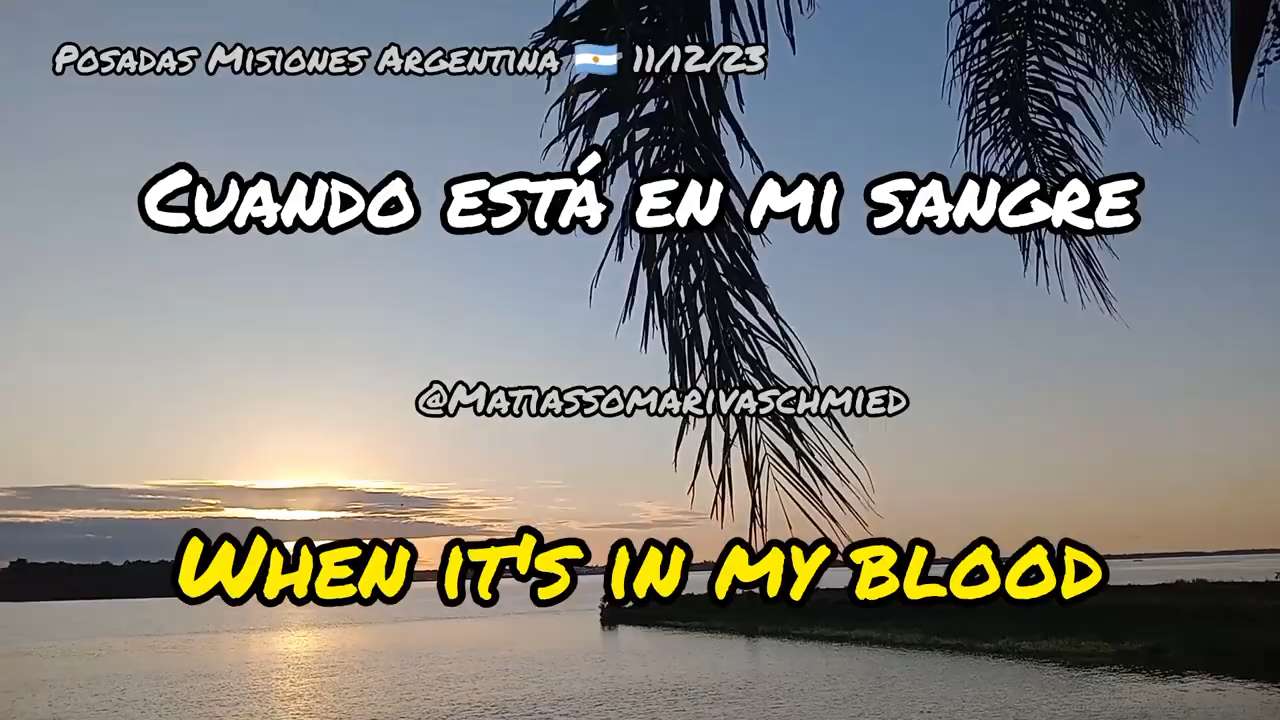 Posadas Misiones Argentina 🇦🇷 11/12/23
Cuando está en mi sangre
@Matiassomarivaschmied
When it's in my blood